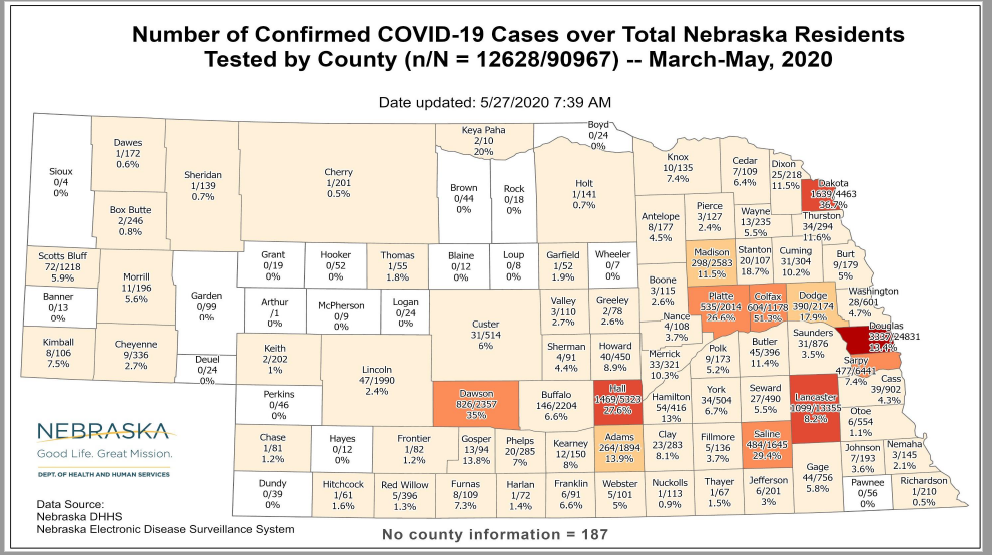 Number of Confirmed COVID-19 Cases over Total Nebraska Residents
Tested by County (n/N = 12628/90967) -- March-May, 2020
Date updated: 5/27/2020 7:39 AM
Sioux
0/4
0%
Dawes
1/172
0.6%
Box Butte
2/246
0.8%
Sheridan
1/139
0.7%
Cherry
1/201
0.5%
Keya Paha
2/10
20%
Boyd
0/24
0%
Brown
0/44
0%
Rock
0/18
0%
Holt
1/141
0.7%
Knox
10/135
7.4%
Cedar
7/109
6.4%
Dixon
25/218
11.5%
Dakota
1639/4463
36.7%
Antelope
8/177
4.5%
Pierce
3/127
2.4%
Wayne
13/235
5.5%
Thurston
34/294
11.6%
Scotts Bluff
72/1218
5.9%
Banner
0/13
0%
Kimball
8/106
7.5%
Morrill
11/196
5.6%
Cheyenne
9/336
2.7%
Garden
0/99
0%
Deuel
0/24
0%
Grant
0/19
0%
Hooker
0/52
0%
Thomas
1/55
1.8%
Blaine
0/12
0%
Loup
0/8
0%
Garfield
1/52
1.9%
Wheeler
0/7
0%
Boone
3/115
2.6%
Madison
298/2583
11.5%
Stanton
20/107
18.7%
Cuming
31/304
10.2%
Burt
9/179
5%
Arthur
/1
0%
McPherson
0/9
0%
Logan
0/24
0%
Custer
31/514
6%
Valley
3/110
2.7%
Greeley
2/78
2.6%
Nance
4/108
3.7%
Platte
535/2014
26.6%
Colfax
604/1178
51.3%
Dodge
390/2174
17.9%
Washington
28/601
4.7%
Douglas
3337/24831
13.4%
Keith
2/202
1%
Lincoln
47/1990
2.4%
Sherman
4/91
4.4%
Howard
40/450
8.9%
Merrick
33/321
10.3%
Polk
9/173
5.2%
Butler
45/396
11.4%
Saunders
31/876
3.5%
Sarpy
477/6441
7.4%
Cass
39/902
4.3%
Perkins
0/46
0%
Dawson
826/2357
35%
Buffalo
146/2204
6.6%
Hall
1469/5323
27.6%
Hamilton
54/416
13%
York
34/504
6.7%
Seward
27/490
5.5%
Lancaster
1099/13355
8.2%
Otoe
6/554
1.1%
Chase
1/81
1.2%
Hayes
0/12
0%
Frontier
1/82
1.2%
Gosper
13/94
13.8%
Phelps
20/285
7%
Kearney
12/150
8%
Adams
264/1894
13.9%
Clay
23/283
8.1%
Fillmore
5/136
3.7%
Saline
484/1645
29.4%
Gage
44/756
5.8%
Johnson
7/193
3.6%
Nemaha
3/145
2.1%
Dundy
0/39
0%
Hitchcock
1/61
1.6%
Red Willow
5/396
1.3%
Furnas
8/109
7.3%
Harlan
1/72
1.4%
Franklin
6/91
6.6%
Webster
5/101
5%
Nuckolls
1/113
0.9%
Thayer
1/67
1.5%
Jefferson
6/201
3%
Pawnee
0/56
0%
Richardson
1/210
0.5%
NEBRASKA
Good Life. Great Mission.
DEPT. OF HEALTH AND HUMAN SERVICES
Data Source:
Nebraska DHHS
Nebraska Electronic Disease Surveillance System
No county information = 187